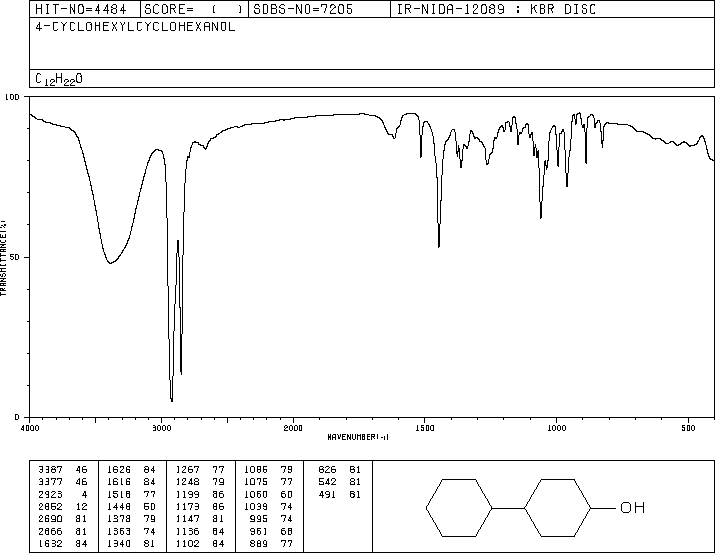 HIT-NO=4484 SCORE= ( ) SDBS-NO=7205 IR-NIDA-12089 : KBR DISC
4-CYCLOHEXYLCYCLOHEXANOL
C12H22O
100
50
0
TRANSMITTANCE(%)
4000 3000 2000 1500 1000 500
WAVENUMBER(-1)
3387 46 1626 84 1267 77 1086 79 826 81
3377 46 1616 84 1248 79 1075 77 542 81
2923 4 1518 77 1199 86 1060 60 491 81
2852 12 1448 50 1173 86 1039 74
2690 81 1378 79 1147 81 995 74
2666 81 1363 74 1136 84 961 68
1632 84 1340 81 1102 84 889 77
OH